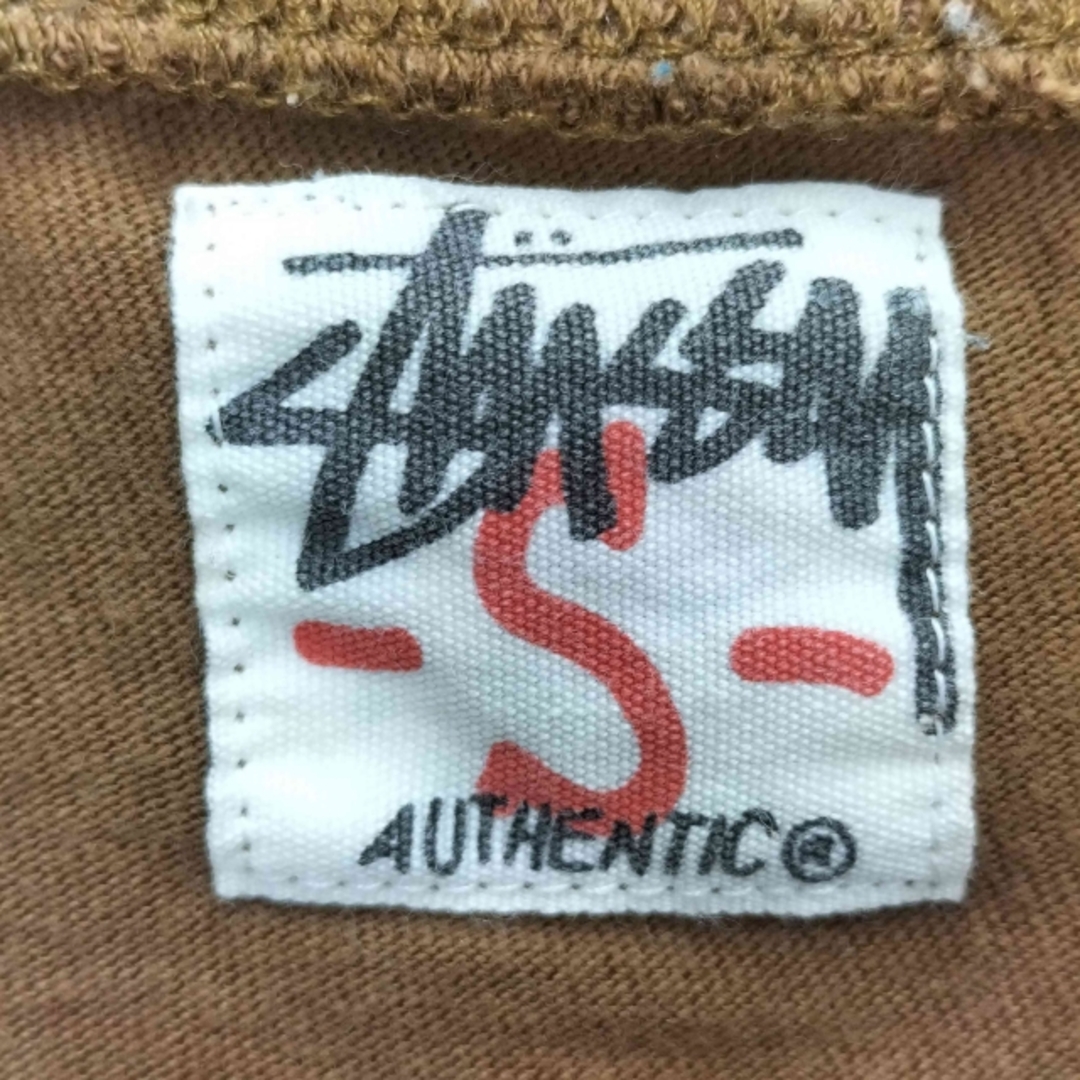 STÜSSY
- S -
AUTHENTIC®